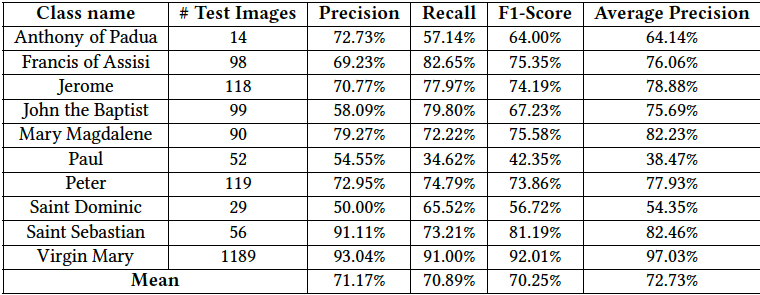 Class name # Test Images Precision Recall F1-Score Average Precision
Anthony of Padua 14 72.73% 57.14% 64.00% 64.14%
Francis of Assisi 98 69.23% 82.65% 75.35% 76.06%
Jerome 118 70.77% 77.97% 74.19% 78.88%
John the Baptist 99 58.09% 79.80% 67.23% 75.69%
Mary Magdalene 90 79.27% 72.22% 75.58% 82.23%
Paul 52 54.55% 34.62% 42.35% 38.47%
Peter 119 72.95% 74.79% 73.86% 77.93%
Saint Dominic 29 50.00% 65.52% 56.72% 54.35%
Saint Sebastian 56 91.11% 73.21% 81.19% 82.46%
Virgin Mary 1189 93.04% 91.00% 92.01% 97.03%
Mean 71.17% 70.89% 70.25% 72.73%